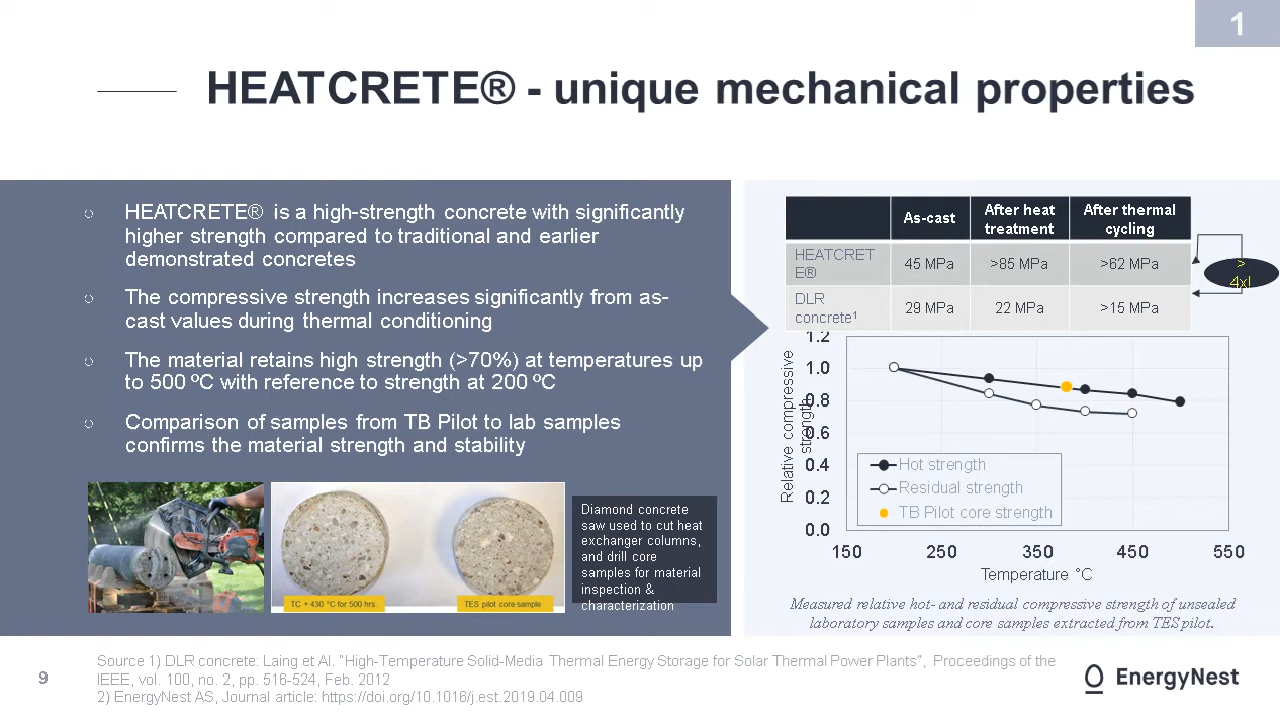 1
HEATCRETE® - unique mechanical properties
○ HEATCRETE® is a high-strength concrete with significantly
higher strength compared to traditional and earlier
demonstrated concretes
○ The compressive strength increases significantly from as-
cast values during thermal conditioning
○ The material retains high strength (>70%) at temperatures up
to 500 ºC with reference to strength at 200 ºC
○ Comparison of samples from TB Pilot to lab samples
confirms the material strength and stability
TC + 430 °C for 500 hrs.
TES pilot core sample
Diamond concrete
saw used to cut heat
exchanger columns,
and drill core
samples for material
inspection &
characterization
As-cast
After heat
treatment
After thermal
cycling
HEATCRET
E®
45 MPa
>85 MPa
>62 MPa
DLR
concrete¹
29 MPa
22 MPa
>15 MPa
>
4x!
Relative compressive
strength
1.2
1.0
0.8
0.6
0.4
0.2
0.0
Hot strength
Residual strength
TB Pilot core strength
150 250 350 450 550
Temperature °C
Measured relative hot- and residual compressive strength of unsealed
laboratory samples and core samples extracted from TES pilot.
9
Source 1) DLR concrete: Laing et Al. "High-Temperature Solid-Media Thermal Energy Storage for Solar Thermal Power Plants", Proceedings of the
IEEE, vol. 100, no. 2, pp. 516-524, Feb. 2012
2) EnergyNest AS, Journal article: https://doi.org/10.1016/j.est.2019.04.009
EnergyNest